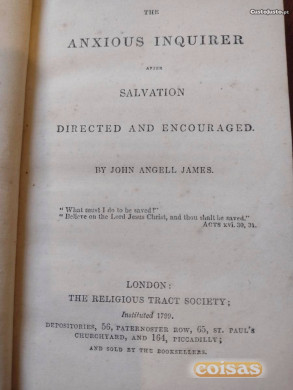 CustoJusto.pt
THE
ANXIOUS INQUIRER
AFTER
SALVATION
DIRECTED AND ENCOURAGED.
BY JOHN ANGELL JAMES.
"What must I do to be saved?"
"Believe on the Lord Jesus Christ, and thou shalt be saved."
ACTS xvi. 30, 31.
LONDON:
THE RELIGIOUS TRACT SOCIETY;
Instituted 1799.
DEPOSITORIES, 56, PATERNOSTER ROW, 65, ST. PAUL'S
CHURCHYARD, AND 164, PICCADILLY;
AND SOLD BY THE BOOKSELLERS.
coisas